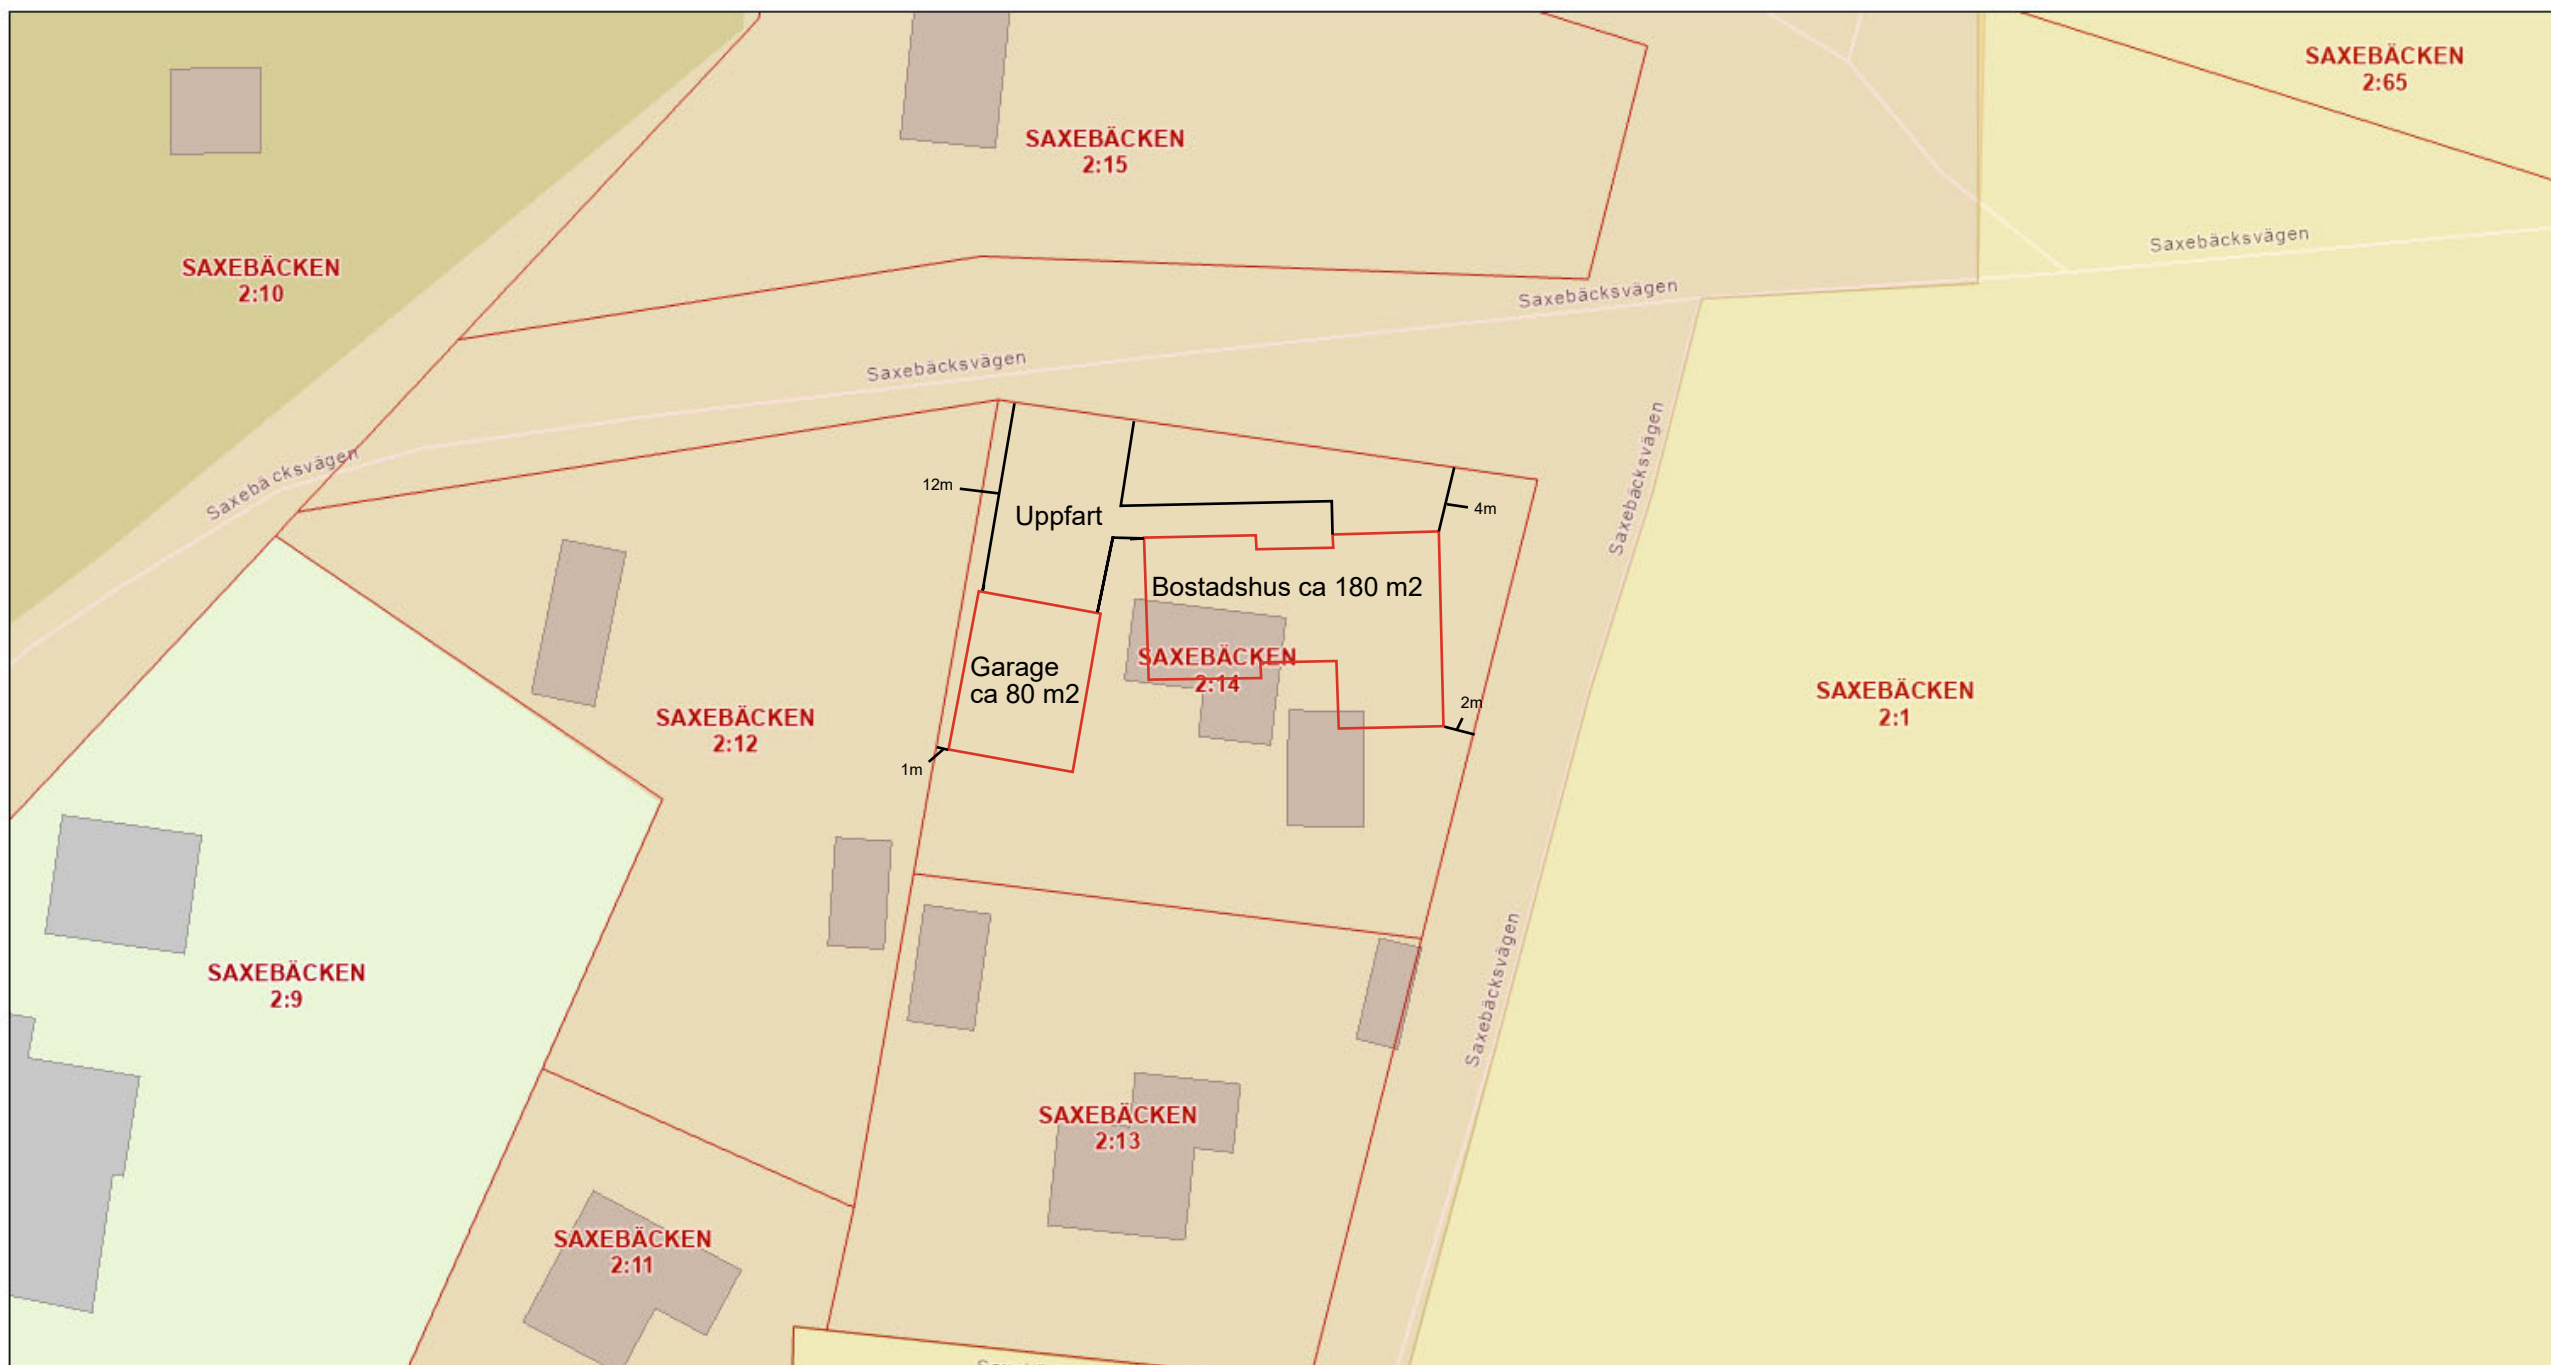 SAXEBÄCKEN
2:65
SAXEBÄCKEN
2:15
Saxebäcksvägen
SAXEBÄCKEN
2:10
Saxebäcksvägen
Saxebäcksvägen
Saxebäcksvägen
Saxebäcksvägen
12m
4m
Uppfart
Bostadshus ca 180 m2
SAXEBÄCKEN
2:14
Garage
ca 80 m2
2m
1m
SAXEBÄCKEN
2:12
SAXEBÄCKEN
2:1
SAXEBÄCKEN
2:9
Saxebäcksvägen
SAXEBÄCKEN
2:13
SAXEBÄCKEN
2:11